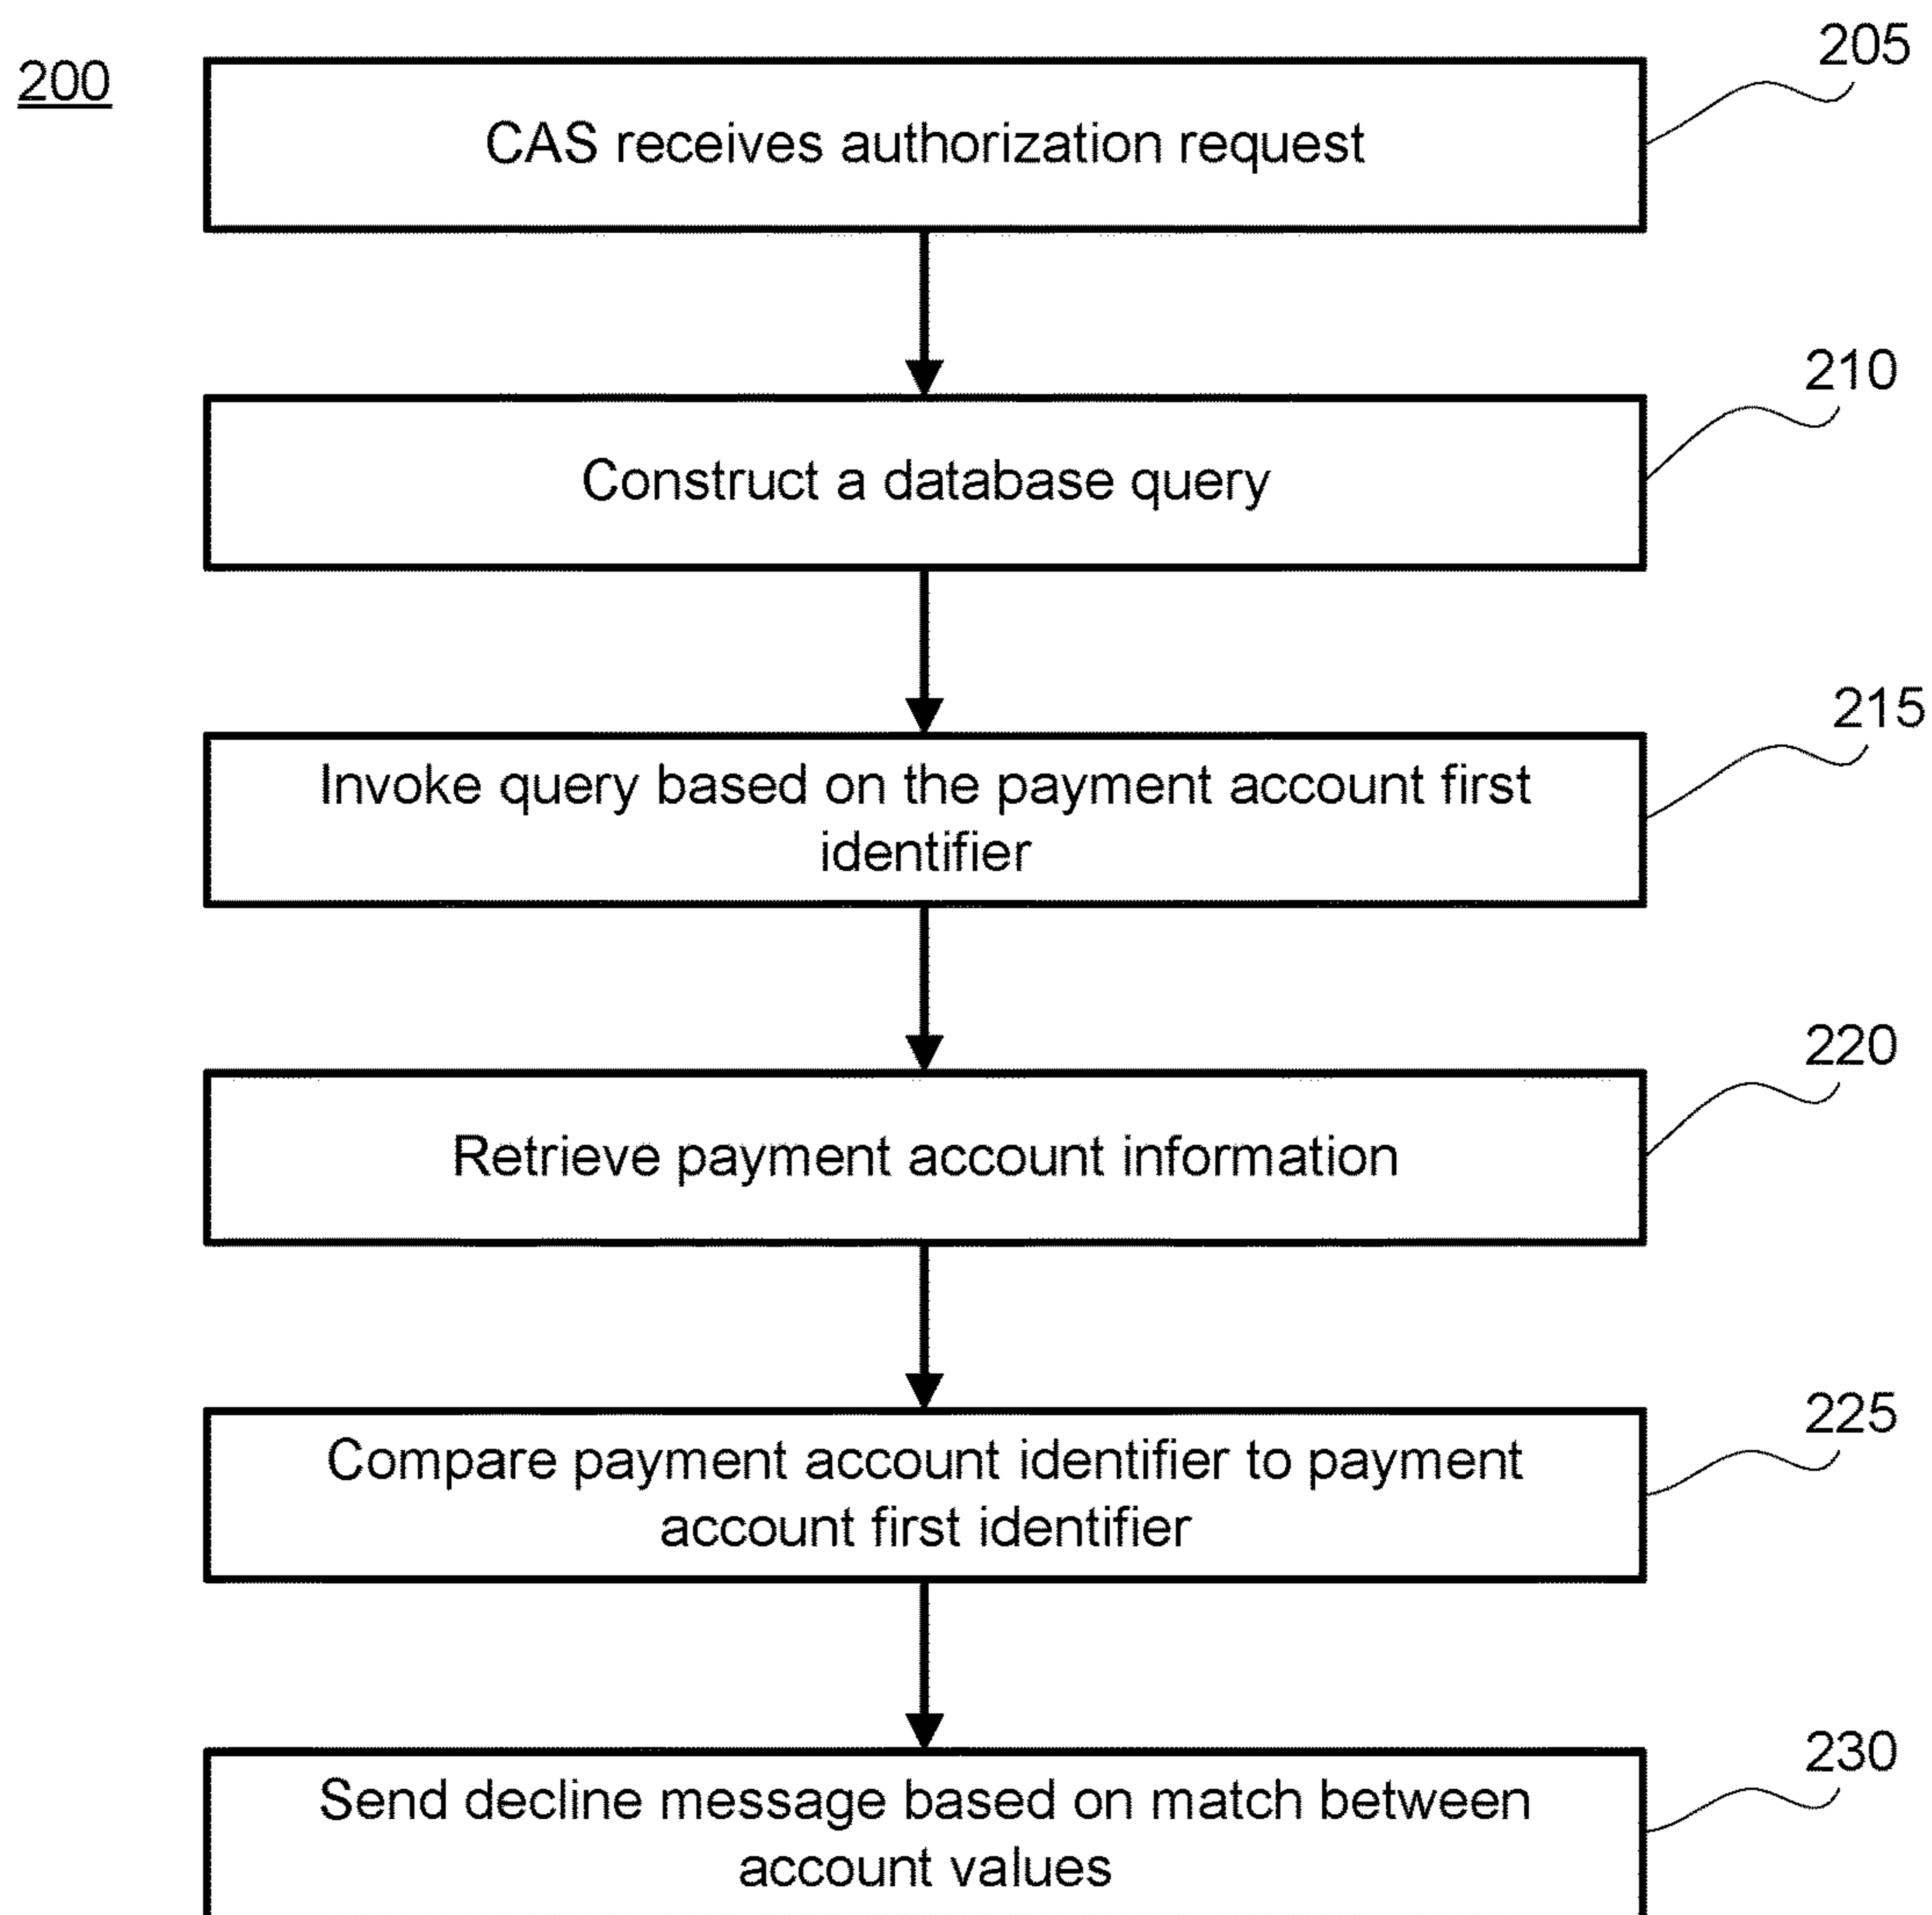 200
205
CAS receives authorization request
210
Construct a database query
215
Invoke query based on the payment account first
identifier
220
Retrieve payment account information
225
Compare payment account identifier to payment
account first identifier
230
Send decline message based on match between
account values